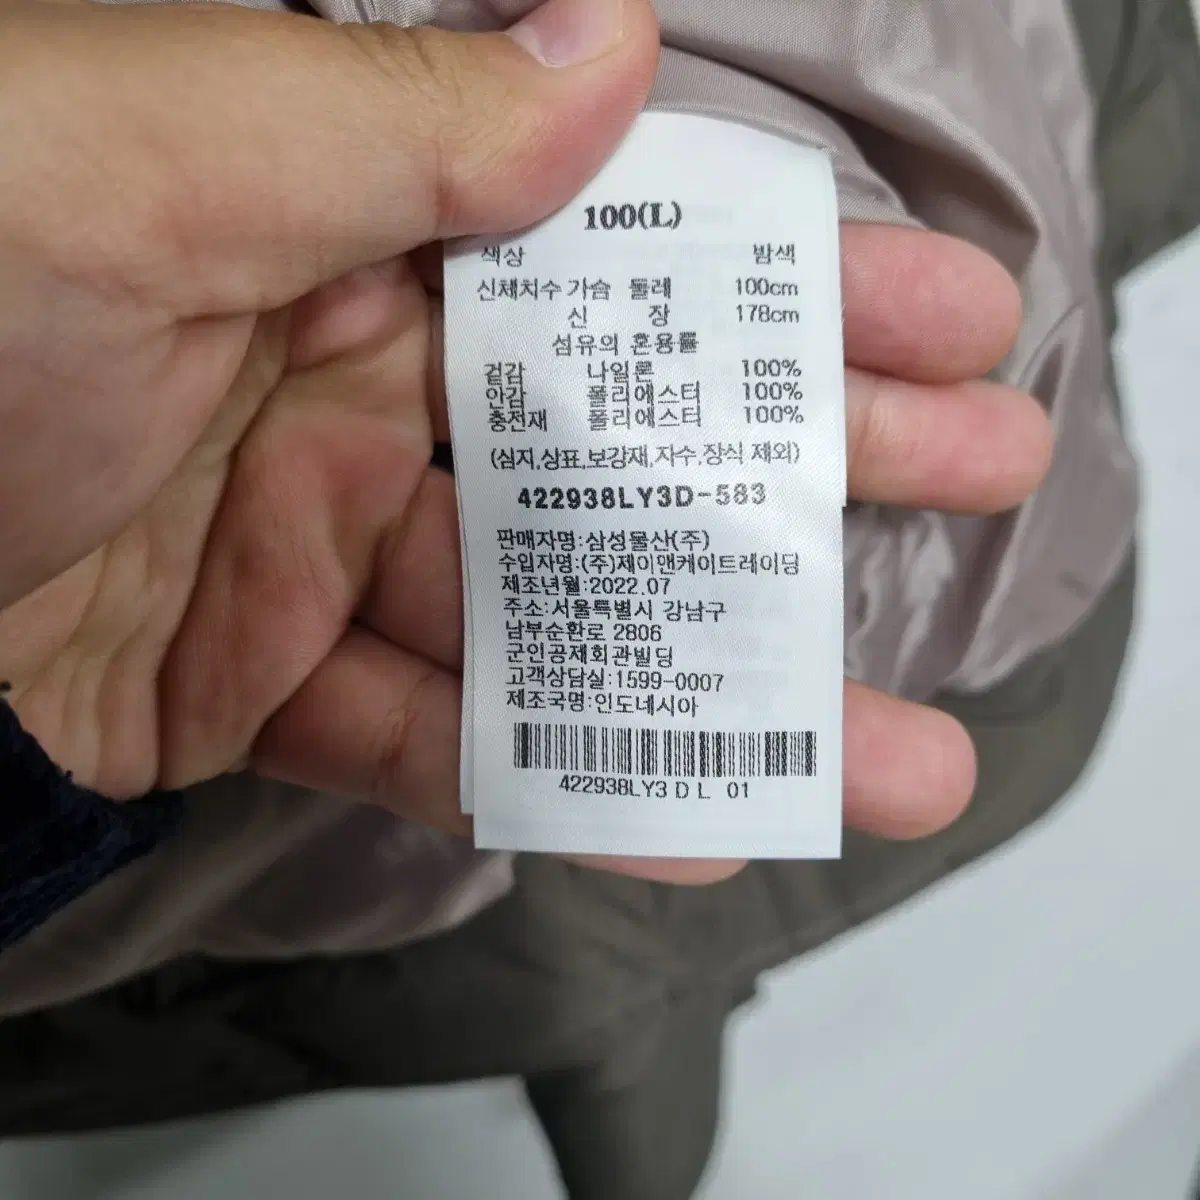 100(L)
색상 밤색
신체치수 가슴 둘레 100cm
신 장 178cm
섬유의 혼용률
겉감 나일론 100%
안감 폴리에스터 100%
충전재 폴리에스터 100%
(심지,상표,보강재,자수,장식 제외)
422938LY3D-583
판매자명:삼성물산(주)
수입자명:(주)제이앤케이트레이딩
제조년월:2022.07
주소:서울특별시 강남구
남부순환로 2806
군인공제회관빌딩
고객상담실:1599-0007
제조국명:인도네시아
422938LY3 D L 01